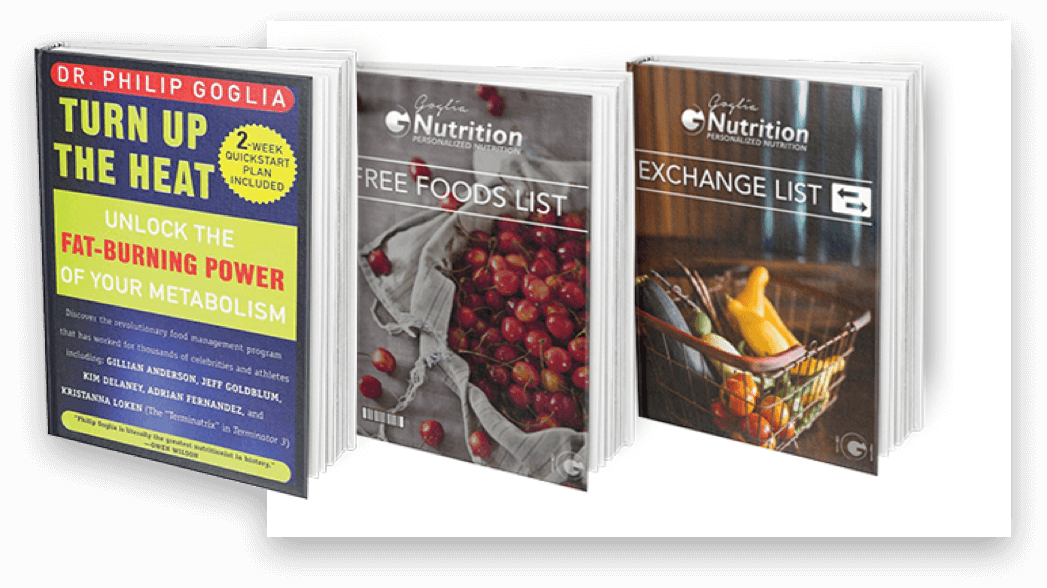 DR. PHILIP GOGLIA
TURN UP
THE HEAT
2-WEEK
QUICKSTART
PLAN
INCLUDED
UNLOCK THE
FAT-BURNING POWER
OF YOUR METABOLISM
Discover the revolutionary food management program
that has worked for thousands of celebrities and athletes
including: GILLIAN ANDERSON, JEFF GOLDBLUM,
KIM DELANEY, ADRIAN FERNANDEZ, and
KRISTANNA LOKEN (The "Terminatrix" in Terminator 3)
"Philip Goglia is literally the greatest nutritionist in history."
—OWEN WILSON
Goglia
Nutrition
PERSONALIZED NUTRITION
FREE FOODS LIST
G
Goglia
Nutrition
PERSONALIZED NUTRITION
EXCHANGE LIST
G